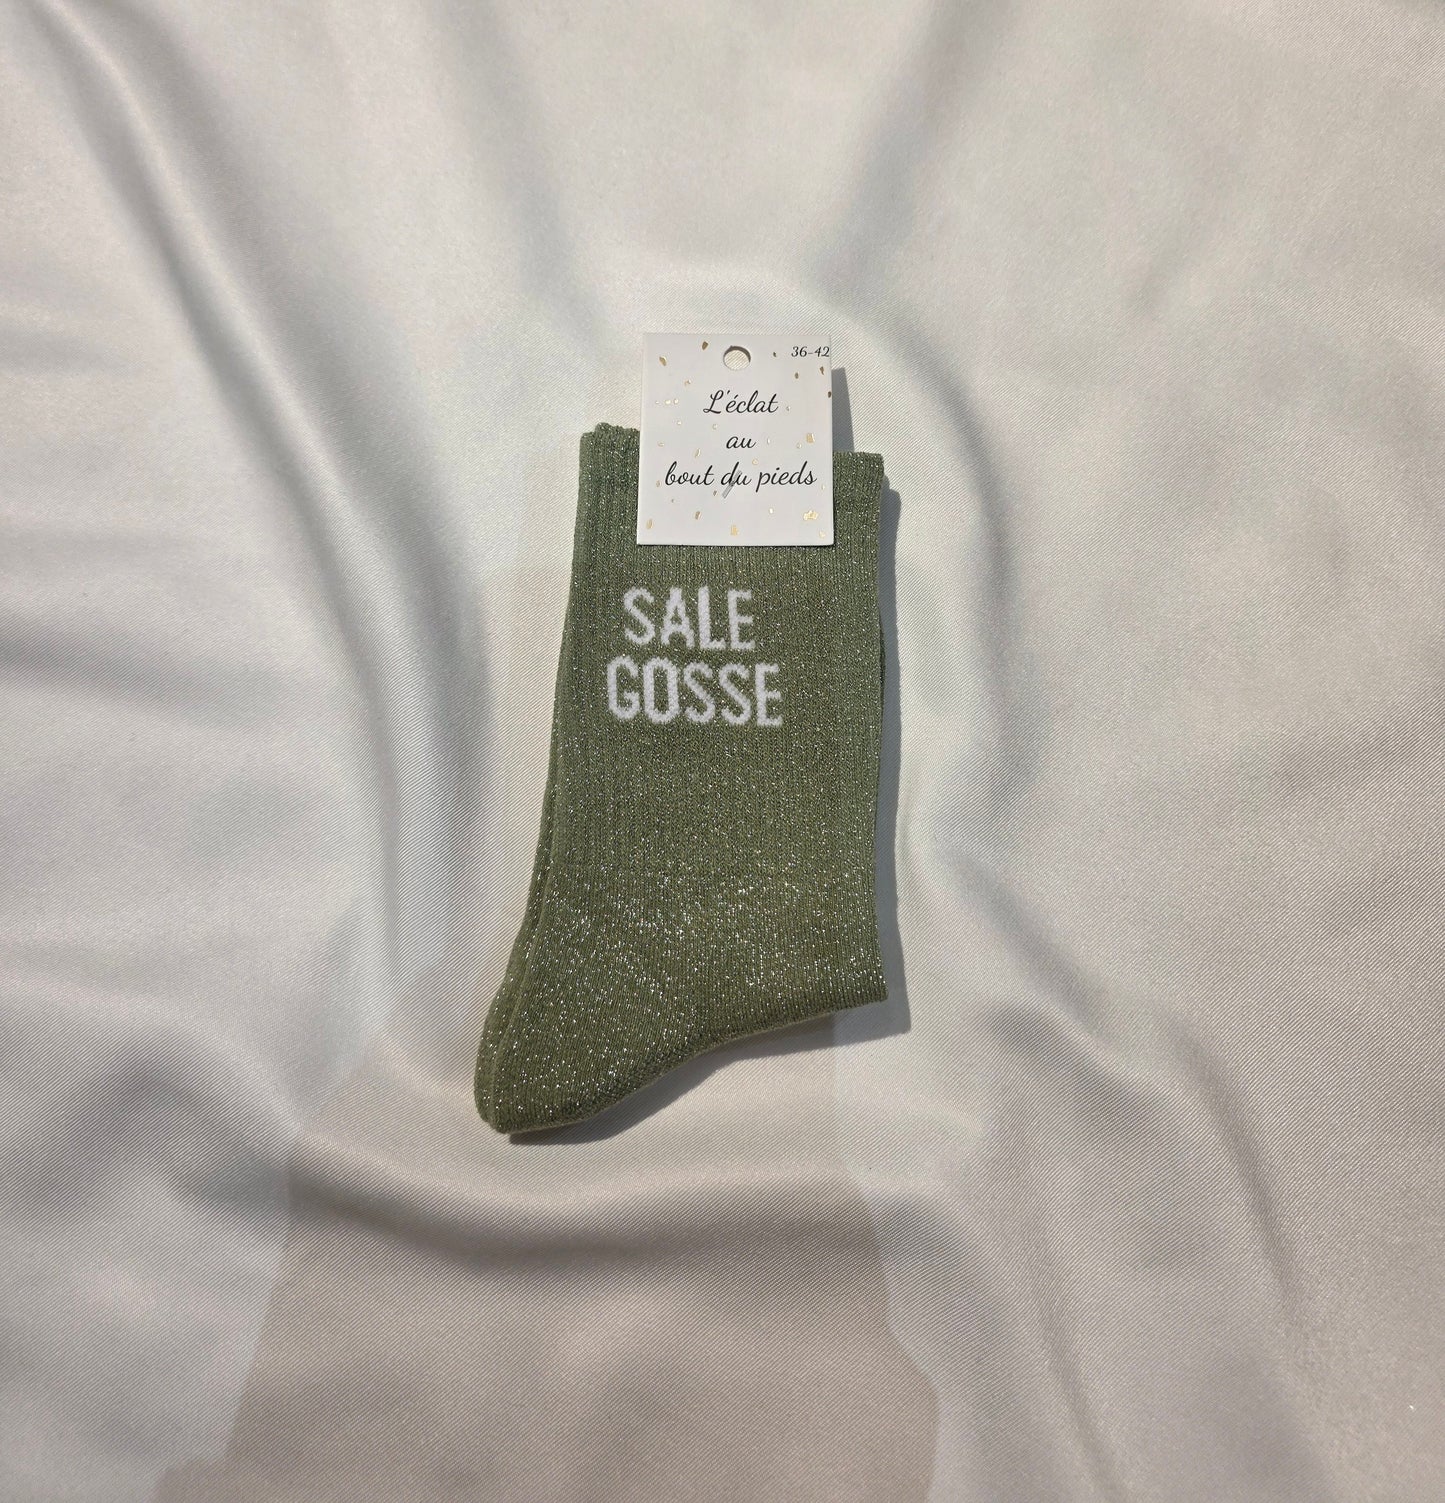 36-42
L'éclat
au
bout du pieds
SALE
GOSSE